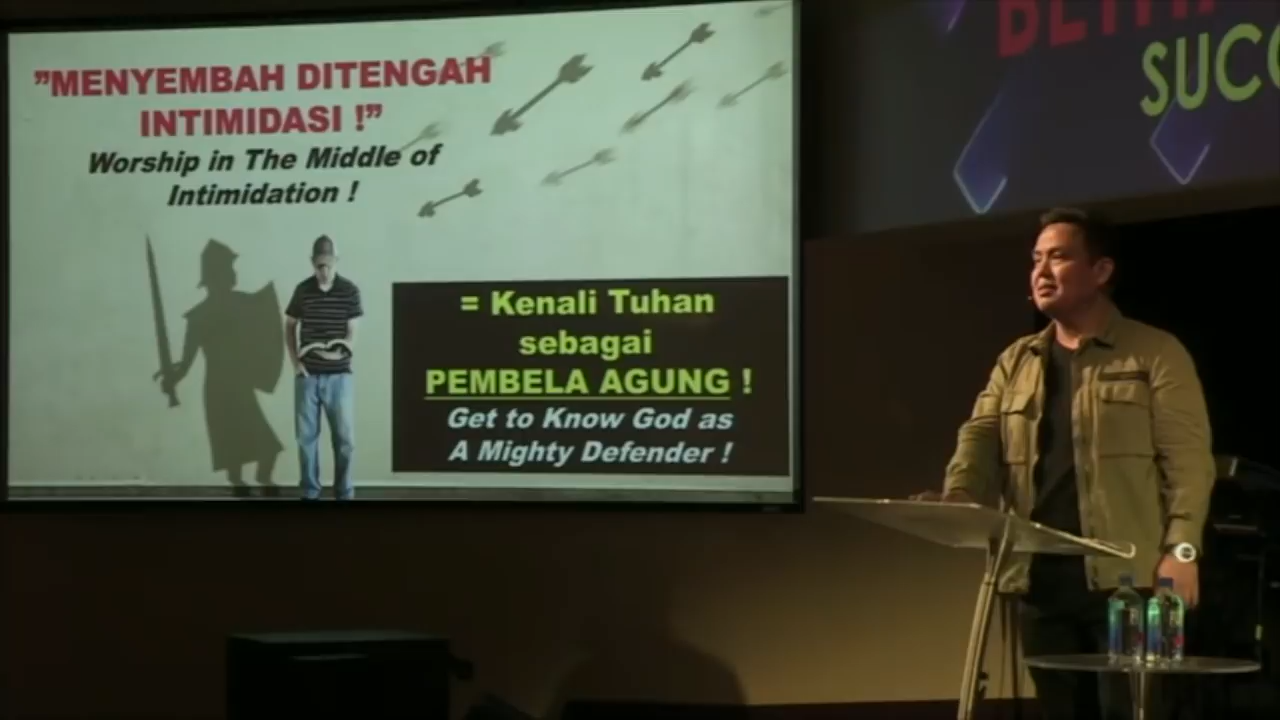 ”MENYEMBAH DITENGAH
INTIMIDASI !”
Worship in The Middle of
Intimidation !
= Kenali Tuhan
sebagai
PEMBELA AGUNG !
Get to Know God as
A Mighty Defender !